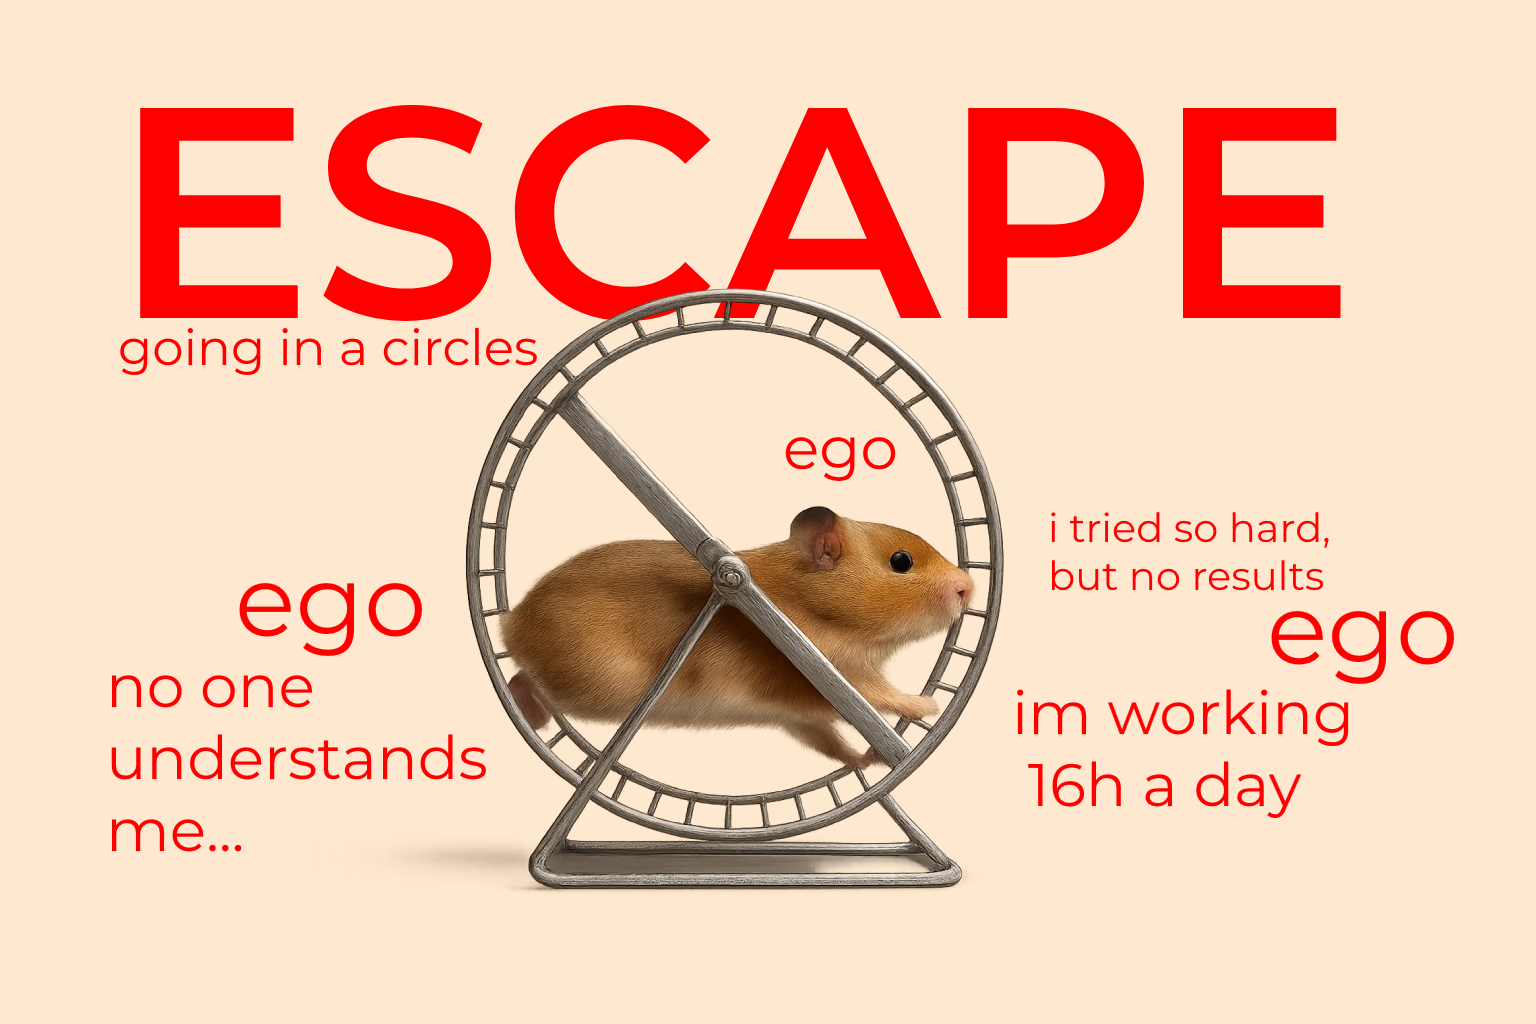 ESCAPE
going in a circles
ego
i tried so hard,
but no results
ego
no one
understands
me...
ego
im working
16h a day